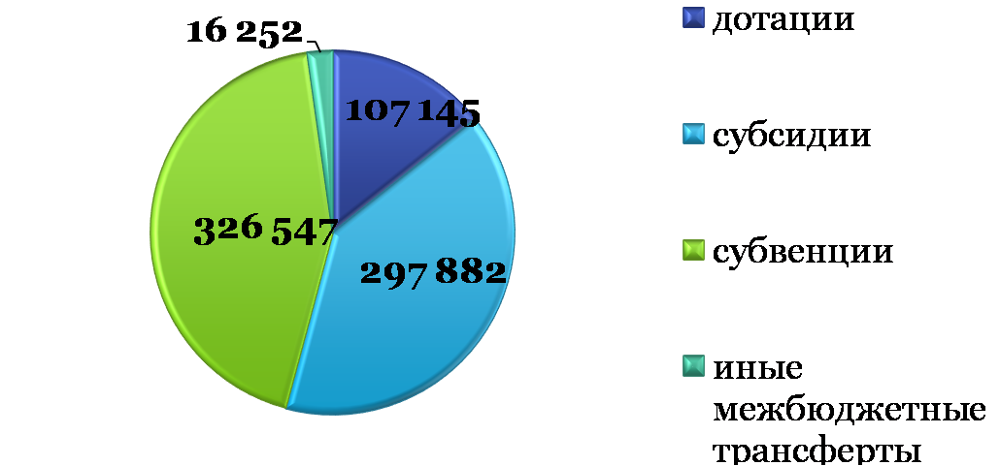 16 252
107 145
326 547
297 882
дотации
субсидии
субвенции
иные
межбюджетные
трансферты